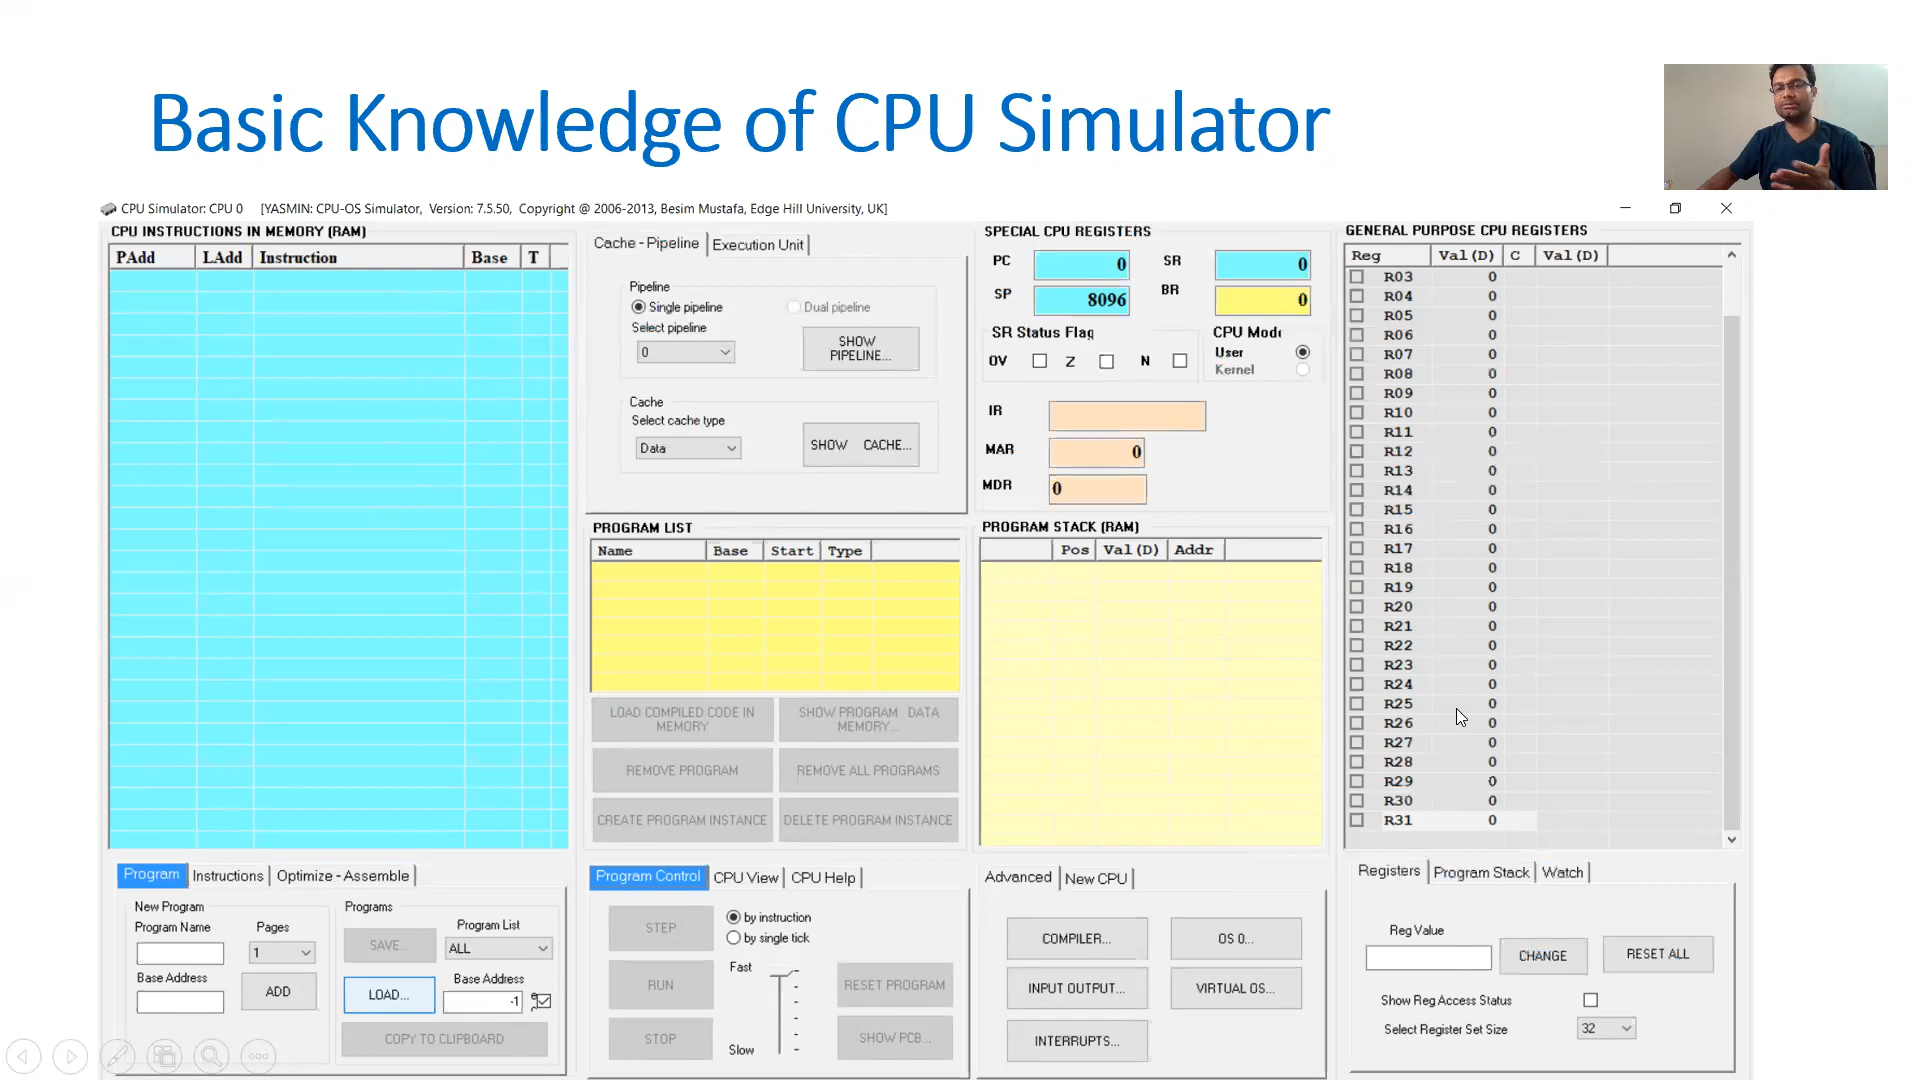 Basic Knowledge of CPU Simulator
CPU Simulator: CPU 0 [YASMIN: CPU-OS Simulator, Version: 7.5.50, Copyright @ 2006-2013, Besim Mustafa, Edge Hill University, UK]
CPU INSTRUCTIONS IN MEMORY (RAM)
PAdd LAdd Instruction Base T
Cache - Pipeline Execution Unit
Pipeline
Single pipeline Dual pipeline
Select pipeline
0
SHOW
PIPELINE...
Cache
Select cache type
Data
SHOW CACHE...
SPECIAL CPU REGISTERS
PC 0 SR 0
SP 8096 BR 0
SR Status Flag
OV Z N
CPU Mode
User
Kernel
IR
MAR 0
MDR 0
GENERAL PURPOSE CPU REGISTERS
Reg Val (D) C Val (D)
R03 0
R04 0
R05 0
R06 0
R07 0
R08 0
R09 0
R10 0
R11 0
R12 0
R13 0
R14 0
R15 0
R16 0
R17 0
R18 0
R19 0
R20 0
R21 0
R22 0
R23 0
R24 0
R25 0
R26 0
R27 0
R28 0
R29 0
R30 0
R31 0
PROGRAM LIST
Name Base Start Type
LOAD COMPILED CODE IN
MEMORY
SHOW PROGRAM DATA
MEMORY...
REMOVE PROGRAM
REMOVE ALL PROGRAMS
CREATE PROGRAM INSTANCE
DELETE PROGRAM INSTANCE
PROGRAM STACK (RAM)
Pos Val (D) Addr
Program Instructions Optimize - Assemble
New Program
Program Name Pages
1
Base Address
ADD
Programs
SAVE...
Program List
ALL
LOAD...
Base Address
-1
COPY TO CLIPBOARD
Program Control CPU View CPU Help
STEP
by instruction
by single tick
RUN
Fast
STOP
Slow
RESET PROGRAM
SHOW PCB...
Advanced New CPU
COMPILER...
OS 0...
INPUT OUTPUT...
VIRTUAL OS...
INTERRUPTS...
Registers Program Stack Watch
Reg Value
CHANGE
RESET ALL
Show Reg Access Status
Select Register Set Size 32